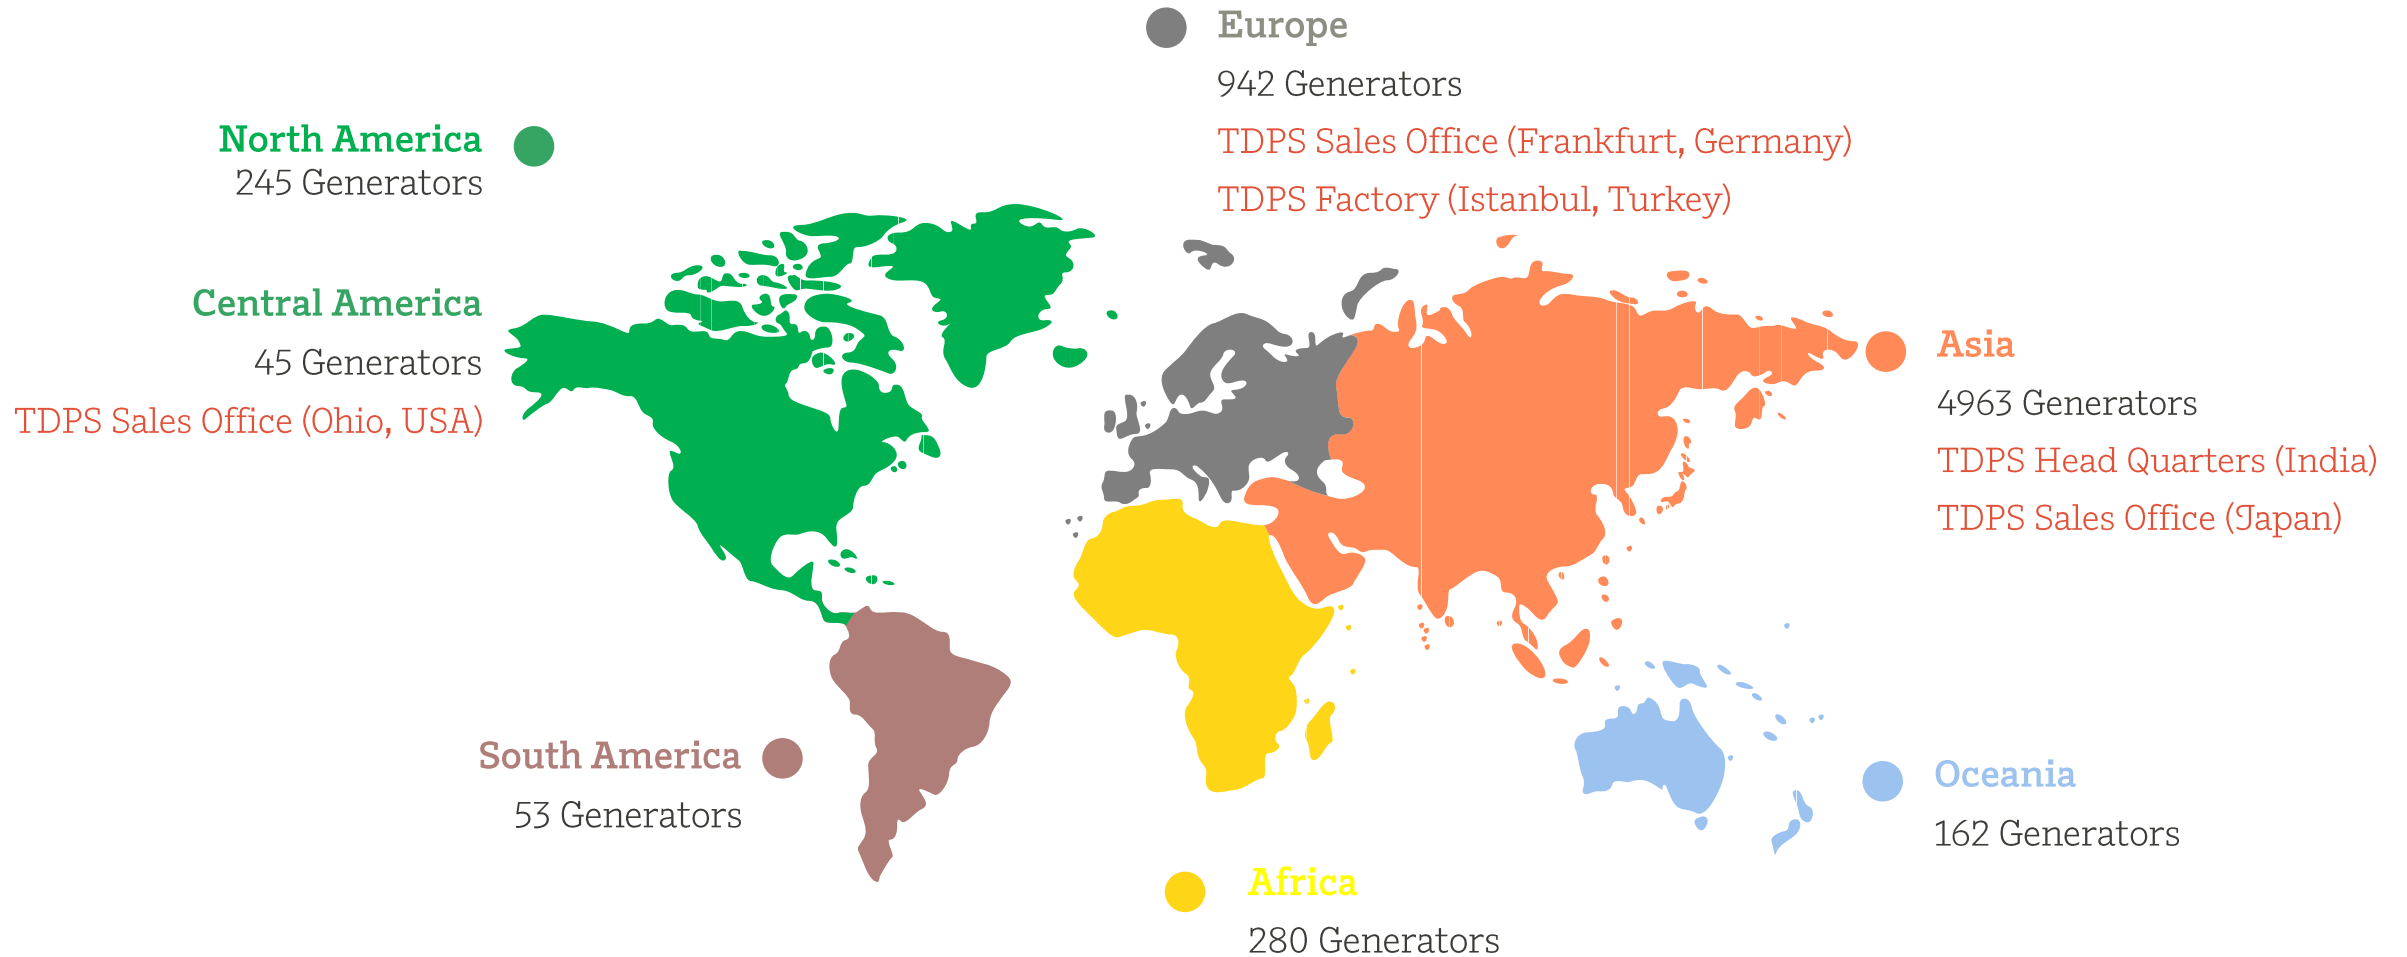 Europe
942 Generators
TDPS Sales Office (Frankfurt, Germany)
TDPS Factory (Istanbul, Turkey)
North America
245 Generators
Central America
45 Generators
TDPS Sales Office (Ohio, USA)
Asia
4963 Generators
TDPS Head Quarters (India)
TDPS Sales Office (Japan)
South America
53 Generators
Oceania
162 Generators
Africa
280 Generators